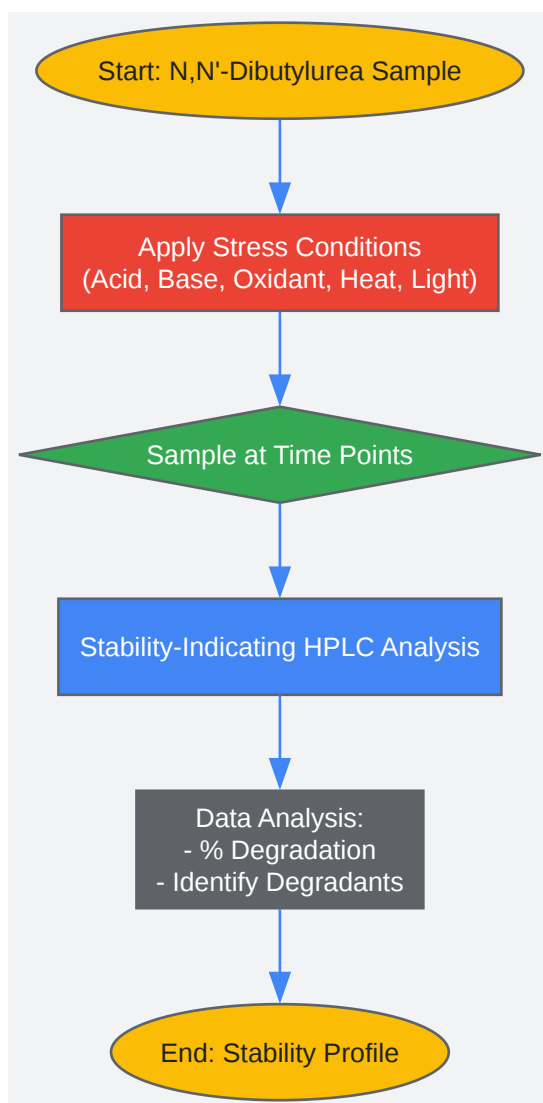 Start: N,N'-Dibutylurea Sample
Apply Stress Conditions
(Acid, Base, Oxidant, Heat, Light)
Sample at Time Points
Stability-Indicating HPLC Analysis
Data Analysis:
- % Degradation
- Identify Degradants
End: Stability Profile